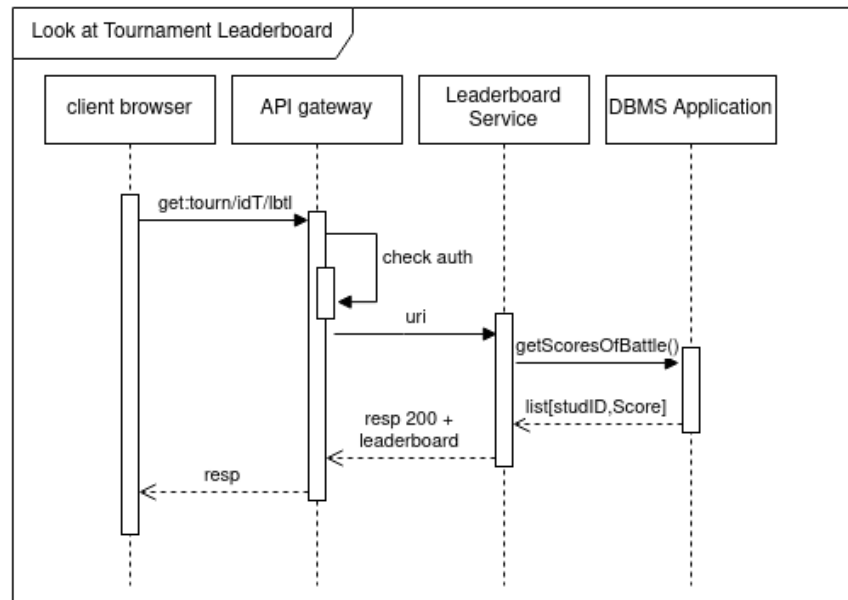 Look at Tournament Leaderboard
client browser
API gateway
Leaderboard
Service
DBMS Application
get:tourn/idT/lbtl
check auth
uri
getScoresOfBattle()
list[studID,Score]
resp 200 +
leaderboard
resp